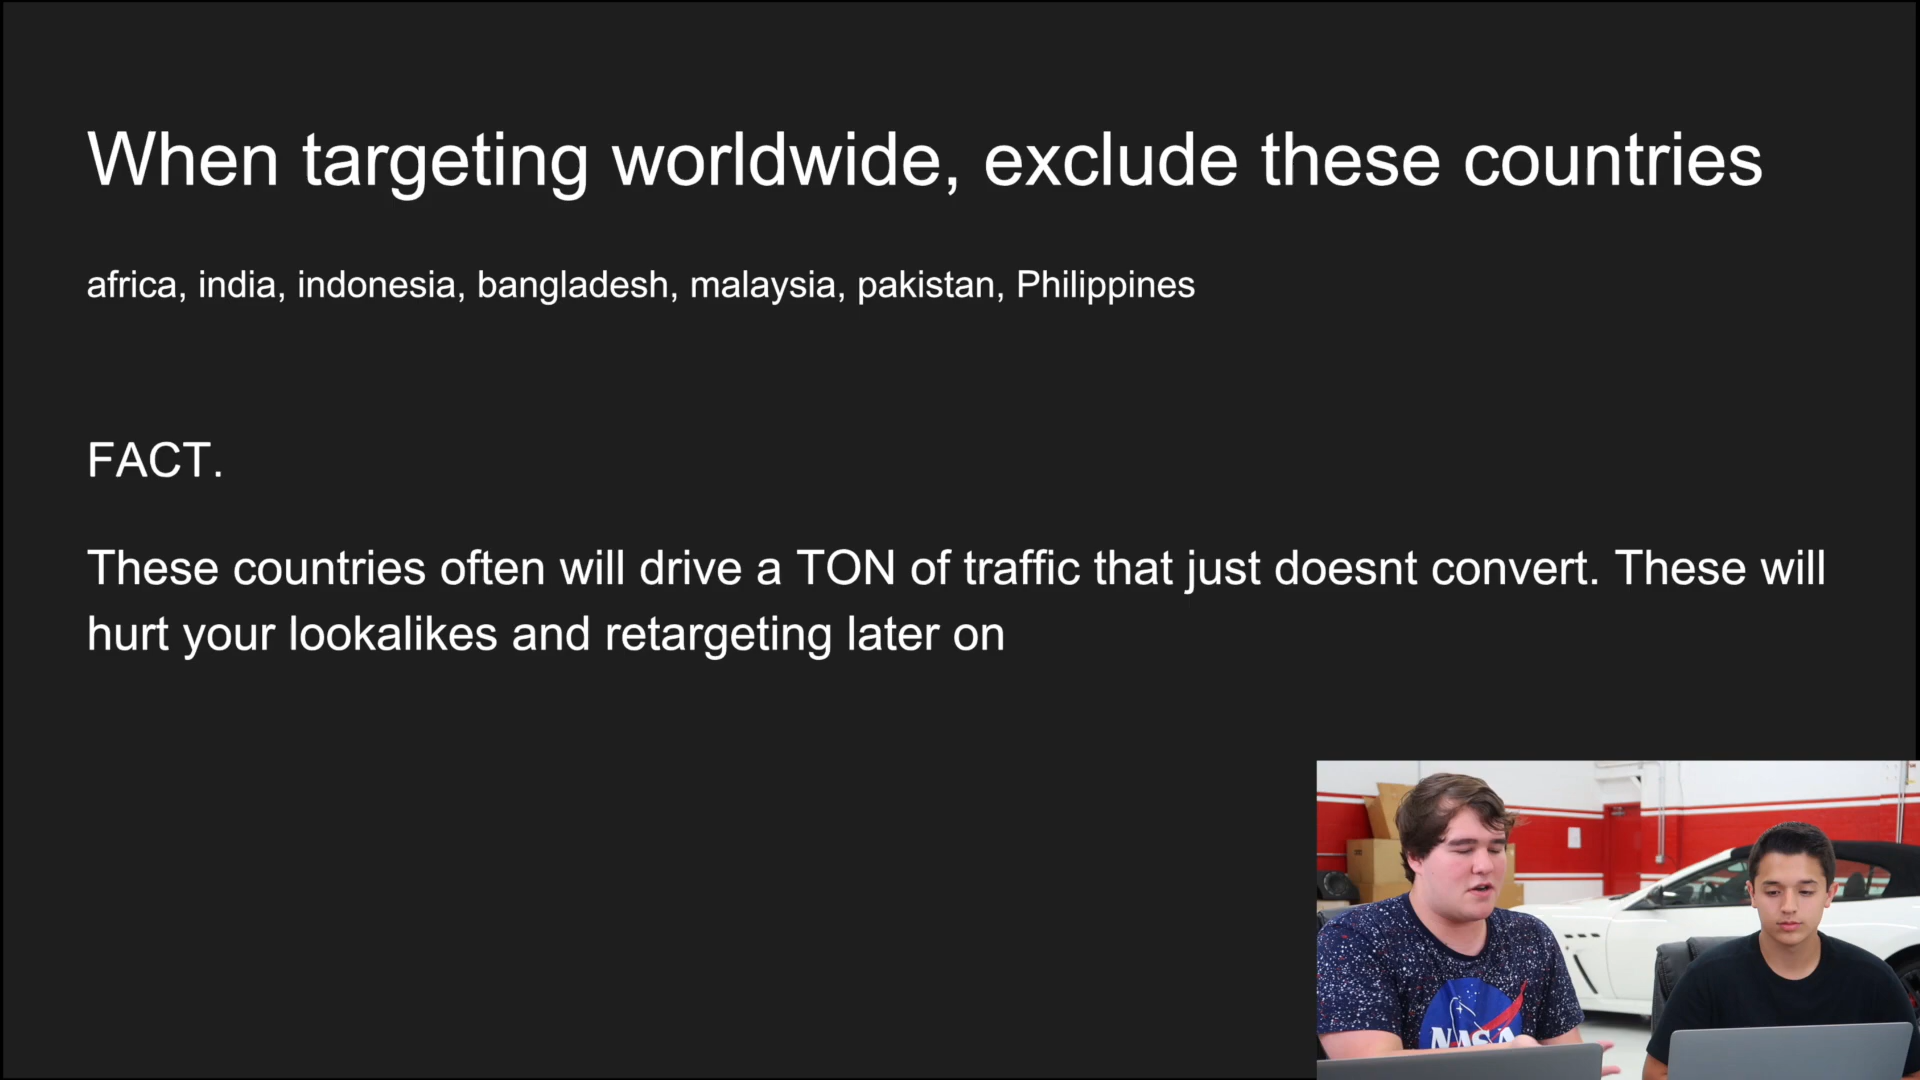 When targeting worldwide, exclude these countries
africa, india, indonesia, bangladesh, malaysia, pakistan, Philippines
FACT.
These countries often will drive a TON of traffic that just doesnt convert. These will
hurt your lookalikes and retargeting later on
NASA